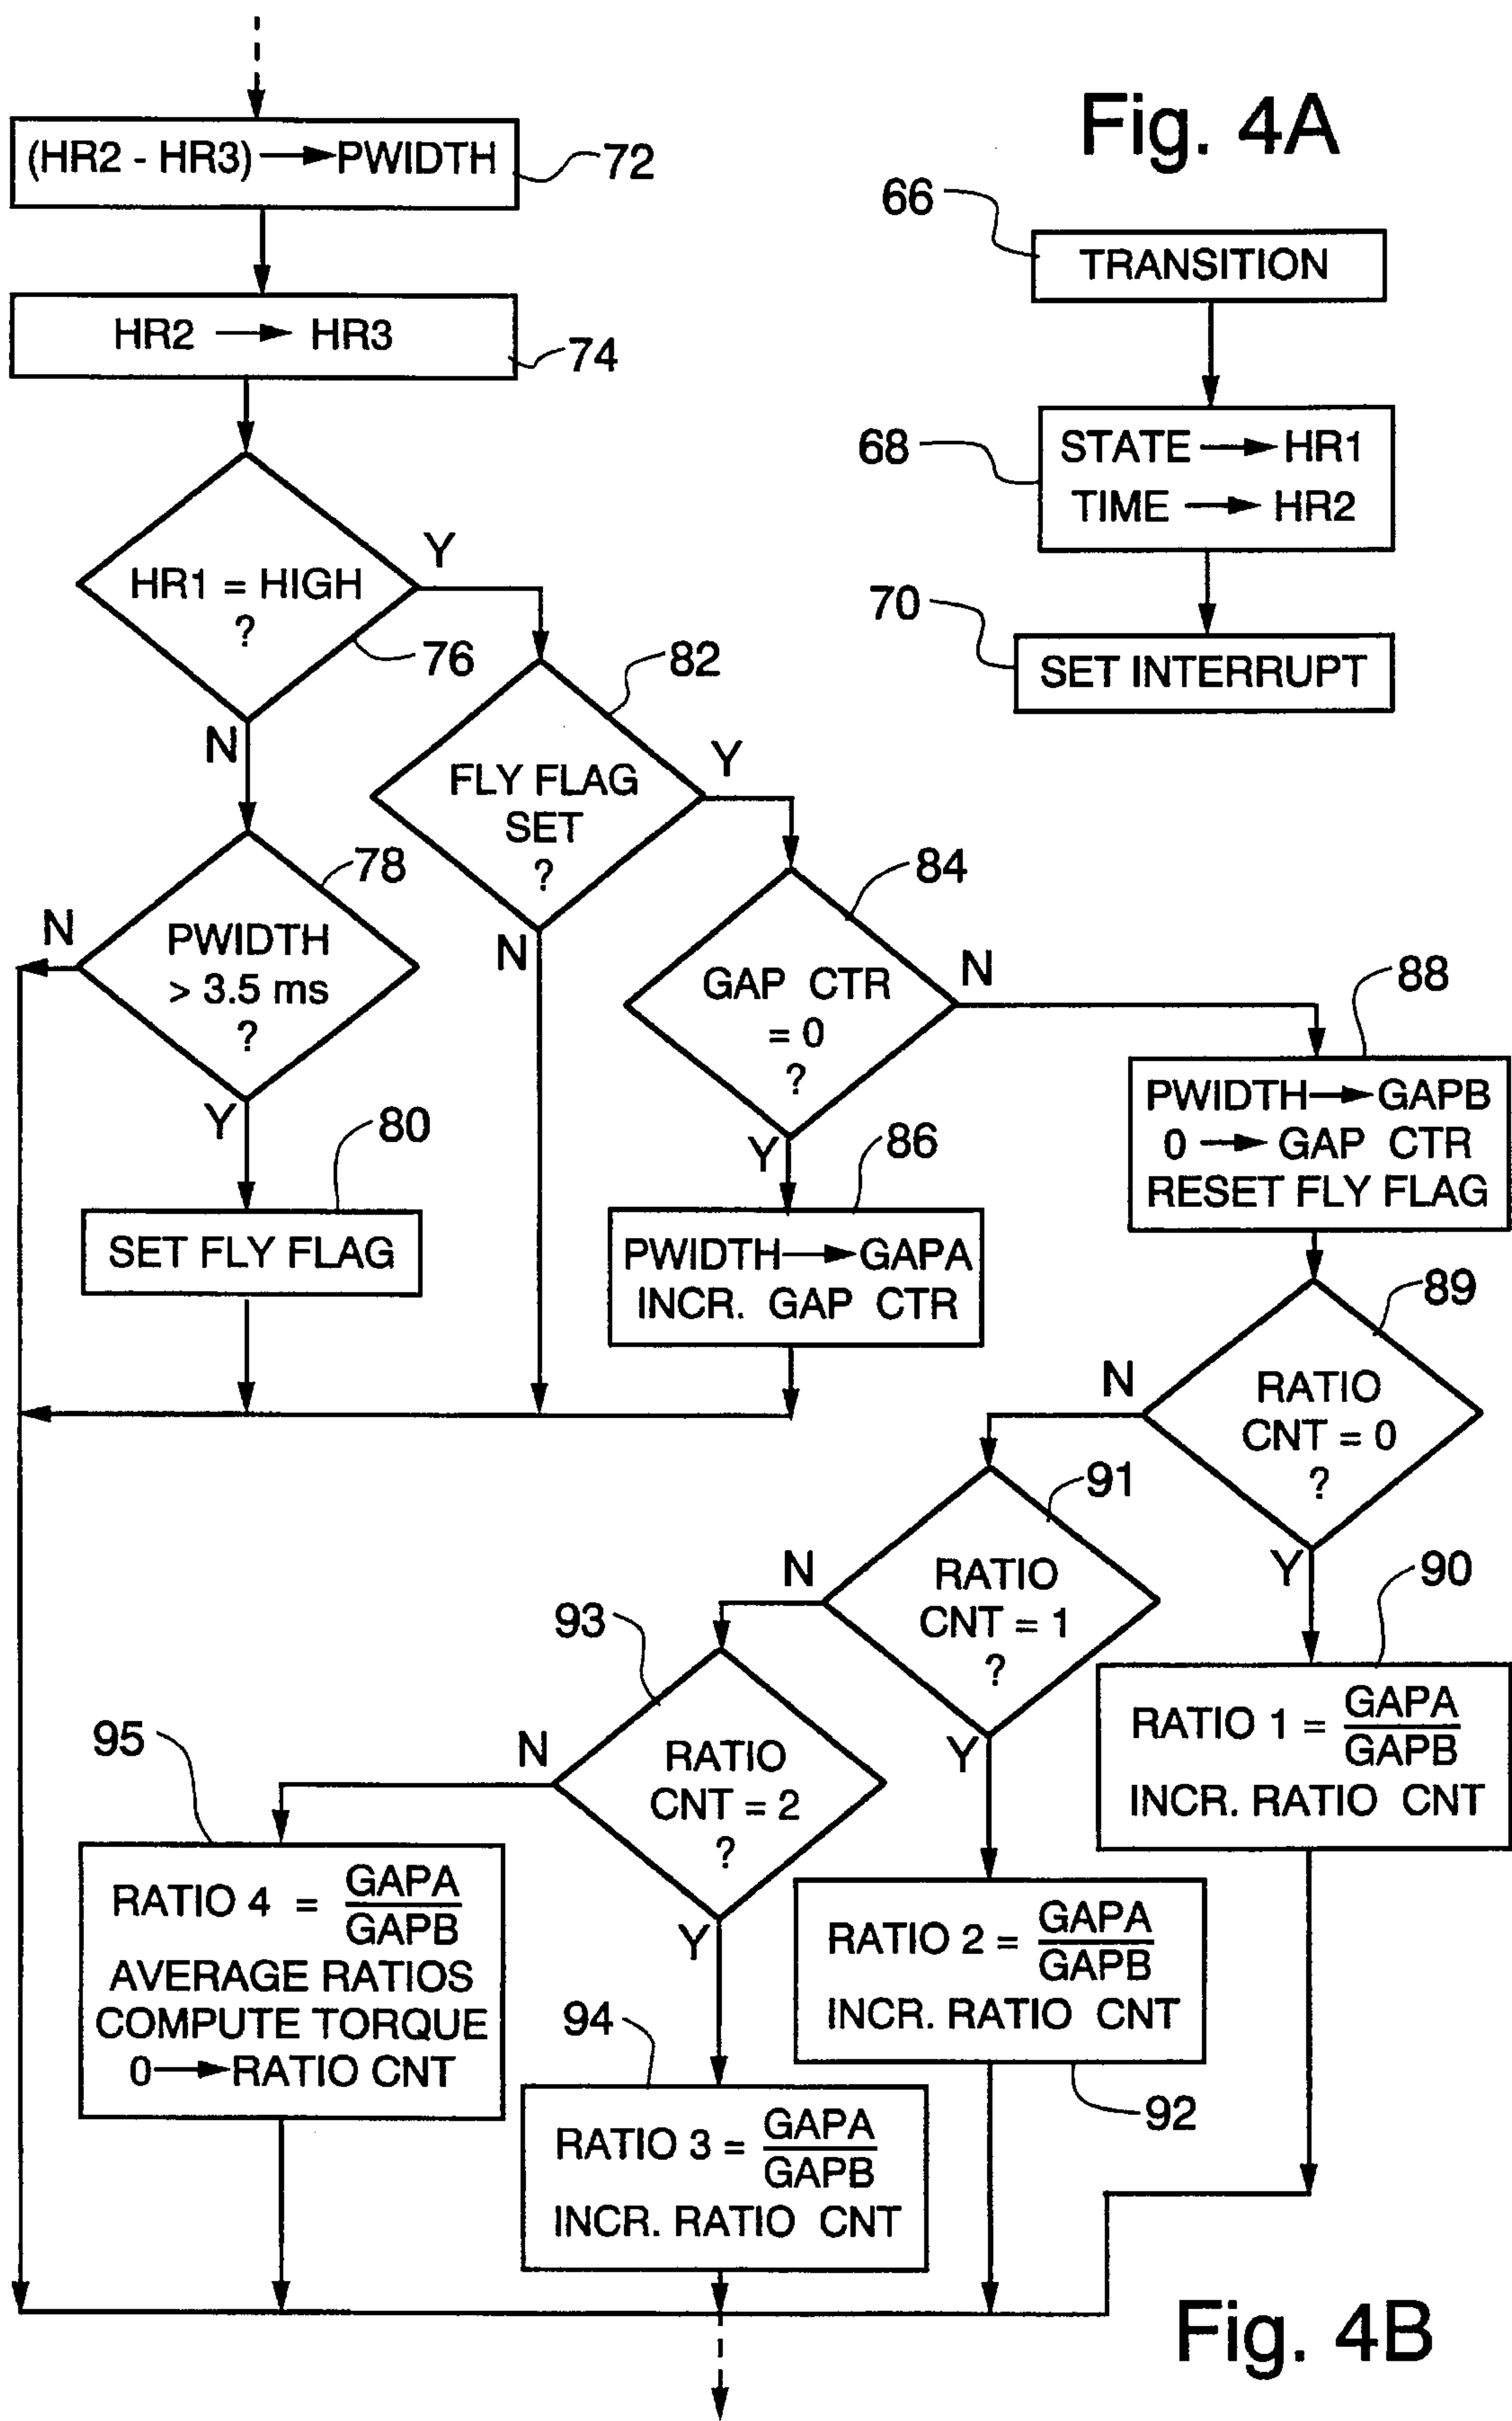 Fig. 4A
66
TRANSITION
68
STATE → HR1
TIME → HR2
70
SET INTERRUPT
(HR2 - HR3) → PWIDTH
72
HR2 → HR3
74
HR1 = HIGH
?
76
Y
N
82
FLY FLAG
SET
?
Y
N
78
PWIDTH
> 3.5 ms
?
N
Y
80
SET FLY FLAG
84
GAP CTR
= 0
?
N
Y
86
PWIDTH → GAPA
INCR. GAP CTR
88
PWIDTH → GAPB
0 → GAP CTR
RESET FLY FLAG
89
RATIO
CNT = 0
?
N
Y
90
RATIO 1 = GAPA
GAPB
INCR. RATIO CNT
91
RATIO
CNT = 1
?
N
Y
RATIO 2 = GAPA
GAPB
INCR. RATIO CNT
92
93
RATIO
CNT = 2
?
N
Y
94
RATIO 3 = GAPA
GAPB
INCR. RATIO CNT
95
RATIO 4 = GAPA
GAPB
AVERAGE RATIOS
COMPUTE TORQUE
0 → RATIO CNT
Fig. 4B